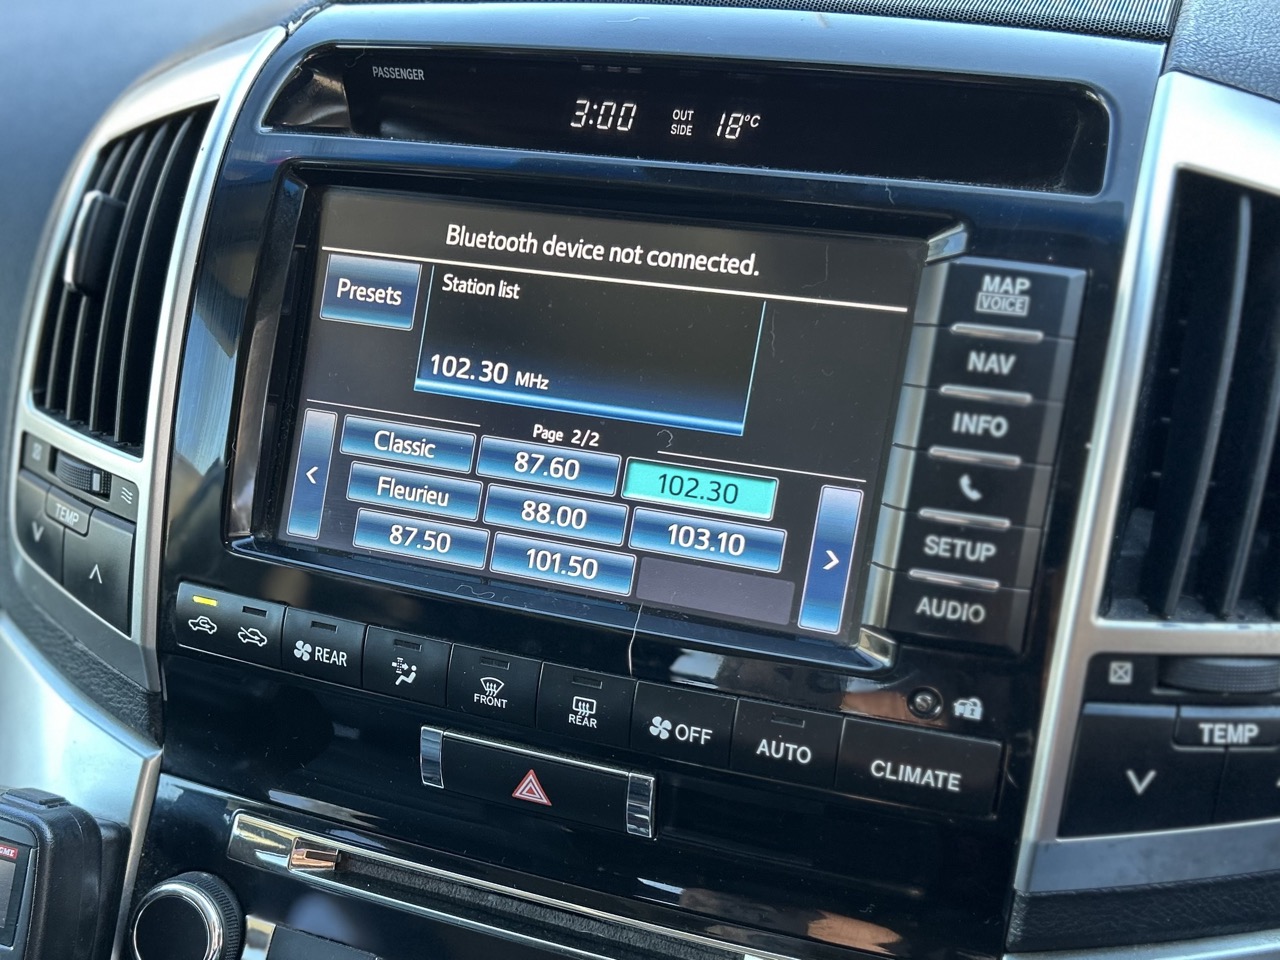 PASSENGER
3:00 OUT SIDE 18°C
Bluetooth device not connected.
Presets
Station list
102.30 MHz
Page 2/2
Classic
87.60
102.30
Fleurieu
88.00
103.10
87.50
101.50
MAP
VOICE
NAV
INFO
SETUP
AUDIO
TEMP
REAR
FRONT
REAR
OFF
AUTO
CLIMATE
TEMP
GME